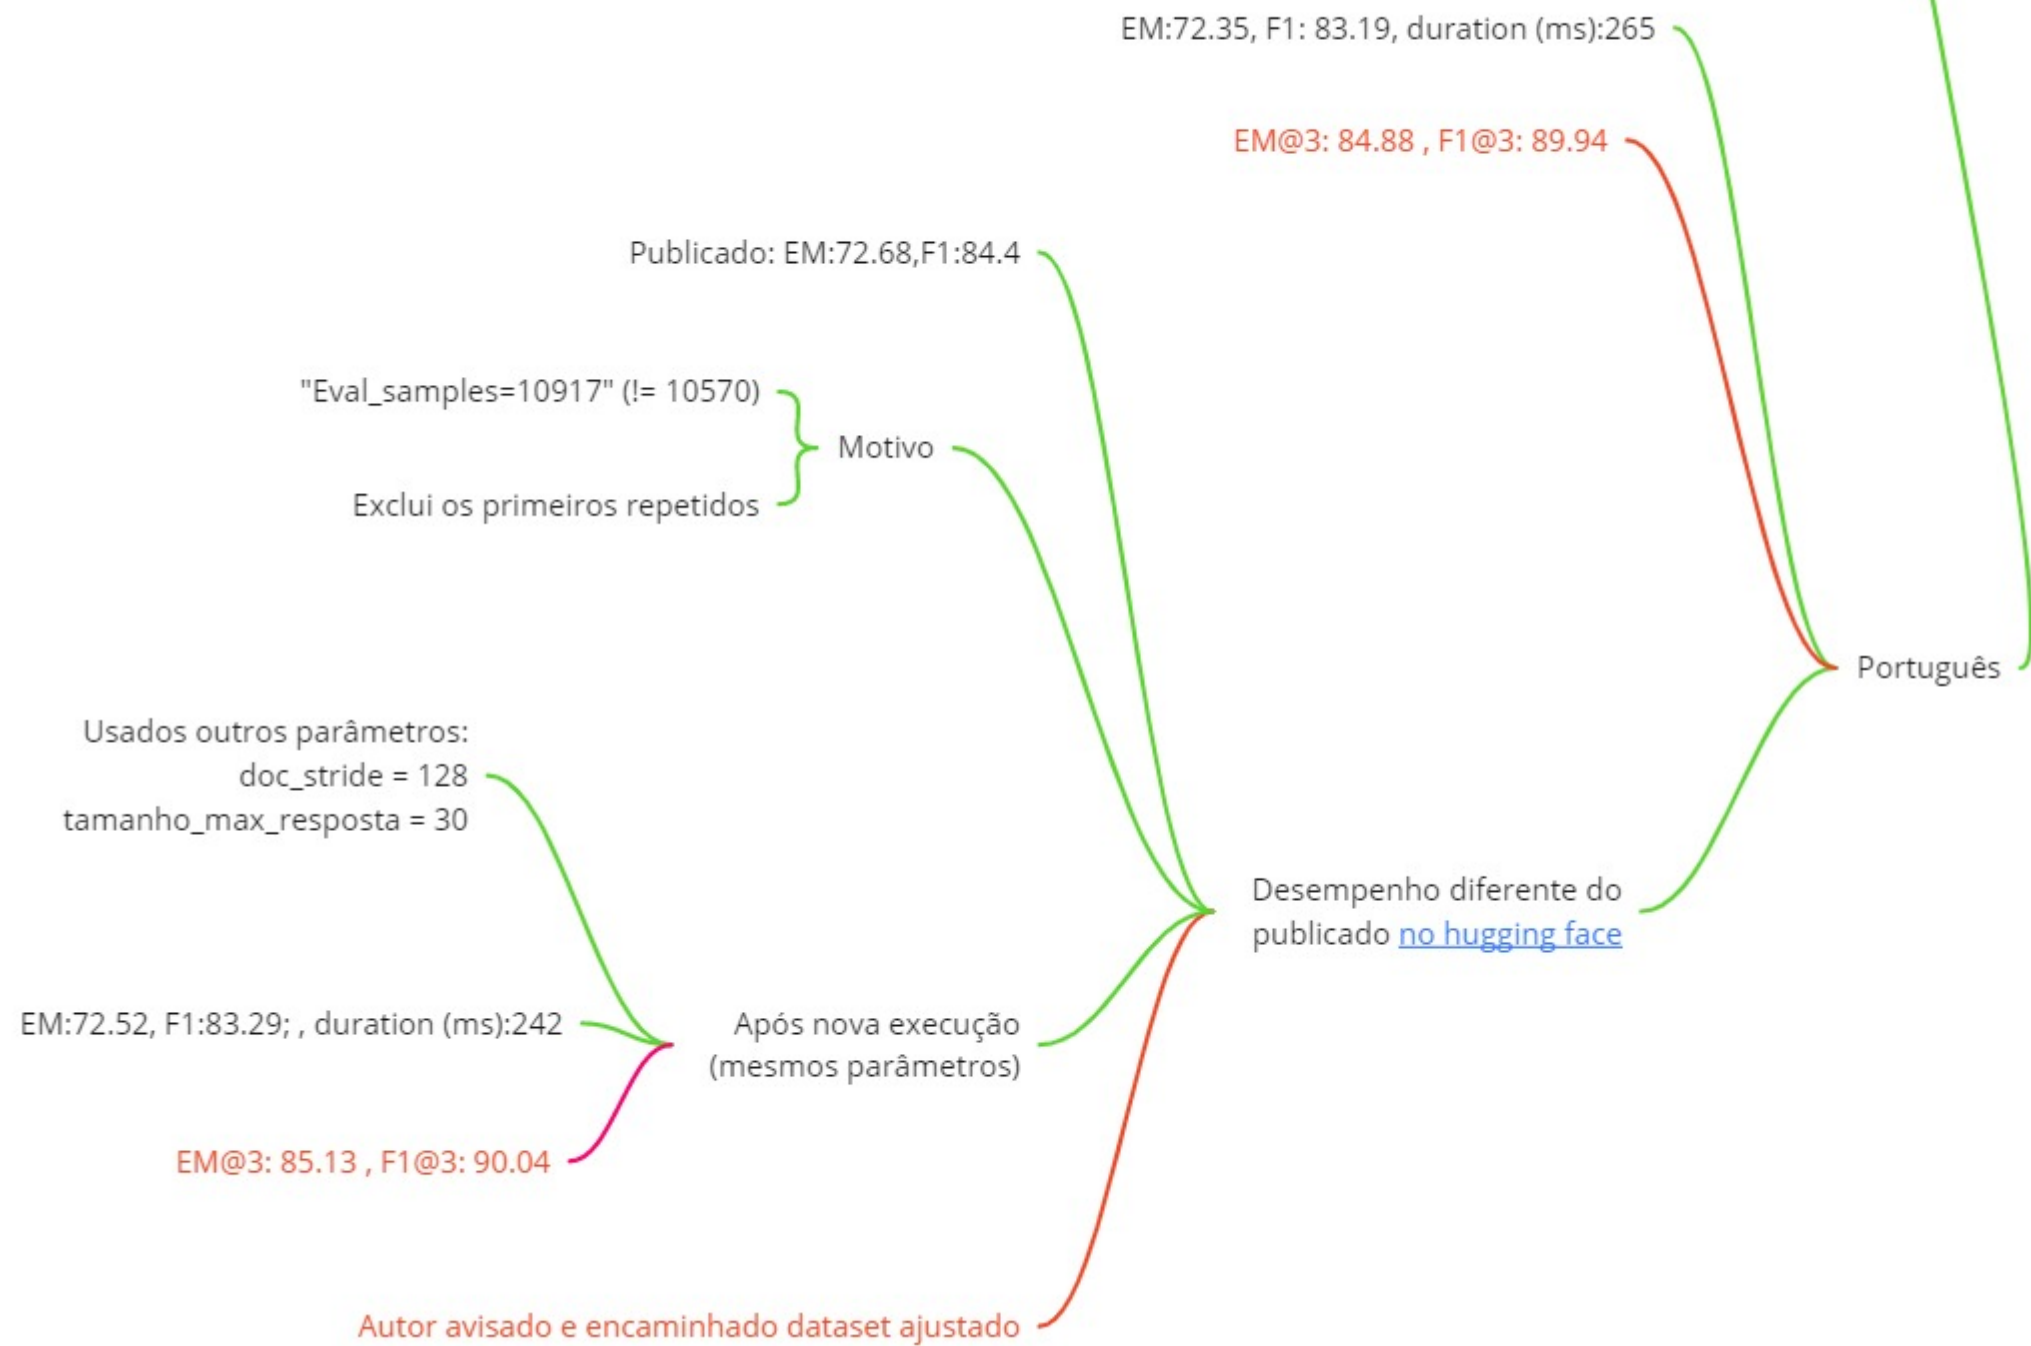 EM:72.35, F1: 83.19, duration (ms):265
EM@3: 84.88 , F1@3: 89.94
Publicado: EM:72.68,F1:84.4
"Eval_samples=10917" (!= 10570)
Motivo
Exclui os primeiros repetidos
Português
Usados outros parâmetros:
doc_stride = 128
tamanho_max_resposta = 30
Desempenho diferente do
publicado no hugging face
EM:72.52, F1:83.29; , duration (ms):242
Após nova execução
(mesmos parâmetros)
EM@3: 85.13 , F1@3: 90.04
Autor avisado e encaminhado dataset ajustado